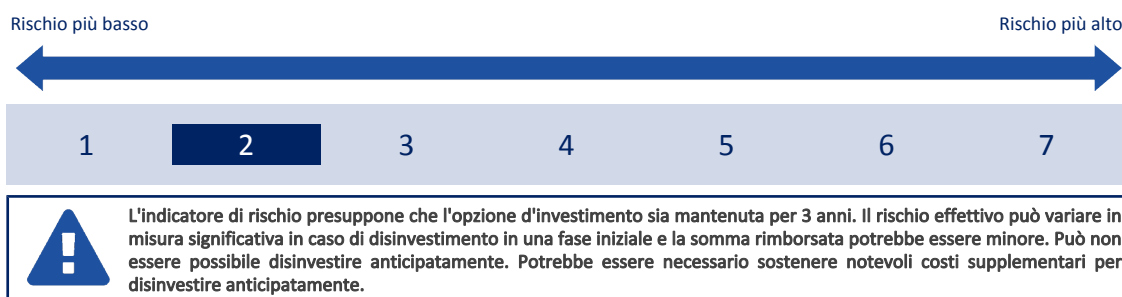 Rischio più basso Rischio più alto
1 2 3 4 5 6 7
L'indicatore di rischio presuppone che l'opzione d'investimento sia mantenuta per 3 anni. Il rischio effettivo può variare in
misura significativa in caso di disinvestimento in una fase iniziale e la somma rimborsata potrebbe essere minore. Può non
essere possibile disinvestire anticipatamente. Potrebbe essere necessario sostenere notevoli costi supplementari per
disinvestire anticipatamente.